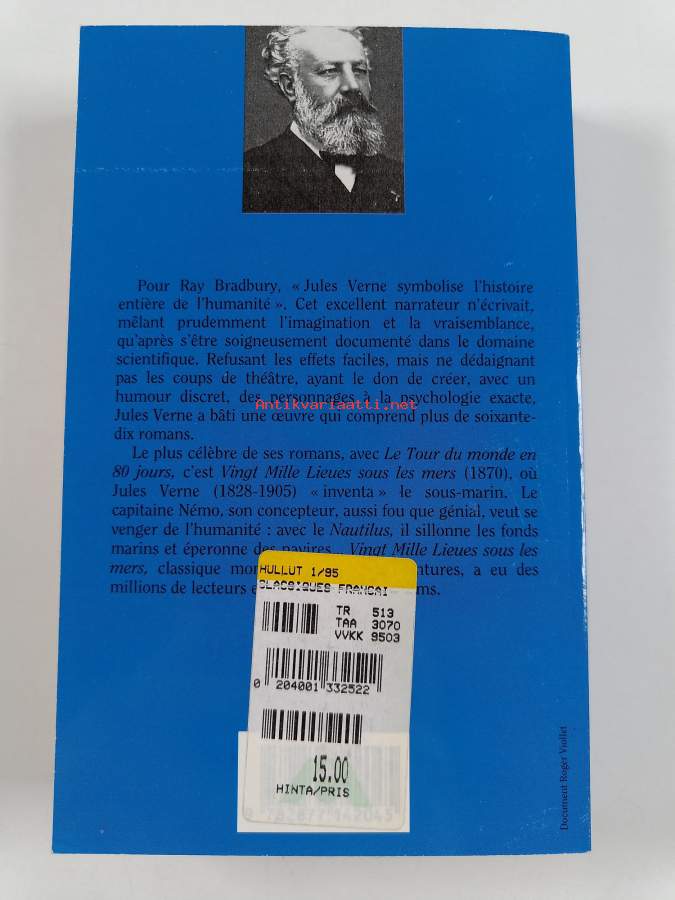 Pour Ray Bradbury, « Jules Verne symbolise l'histoire
entière de l'humanité ». Cet excellent narrateur n'écrivait,
mêlant prudemment l'imagination et la vraisemblance,
qu'après s'être soigneusement documenté dans le domaine
scientifique. Refusant les effets faciles, mais ne dédaignant
pas les coups de théâtre, ayant le don de créer, avec un
humour discret, des personnages à la psychologie exacte,
Antikvariaatti.net
Jules Verne a bâti une œuvre qui comprend plus de soixante-
dix romans.
Le plus célèbre de ses romans, avec Le Tour du monde en
80 jours, c'est Vingt Mille Lieues sous les mers (1870), où
Jules Verne (1828-1905) « inventa » le sous-marin. Le
capitaine Némo, son concepteur, aussi fou que génial, veut se
venger de l'humanité : avec le Nautilus, il sillonne les fonds
marins et éperonne des navires... Vingt Mille Lieues sous les
mers, classique, a eu des
millions de lecteurs
HULLUT 1/95
CLASSIQUES FRANCAI
TR 513
TAA 3070
VVKK 9503
0 204001 332522
15.00
HINTA/PRIS
Document Roger Viollet